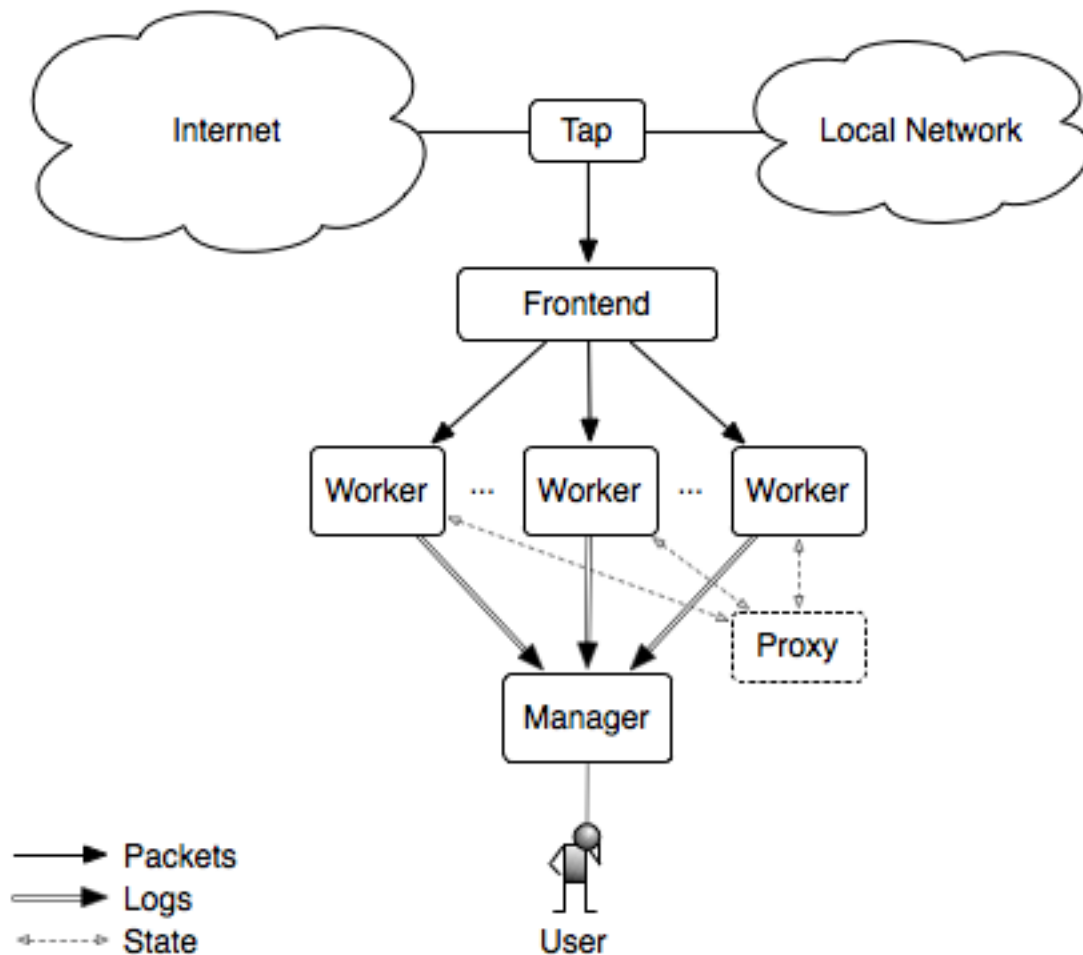 Internet
Tap
Local Network
Frontend
Worker ... Worker ... Worker
Proxy
Manager
Packets
Logs
State
User